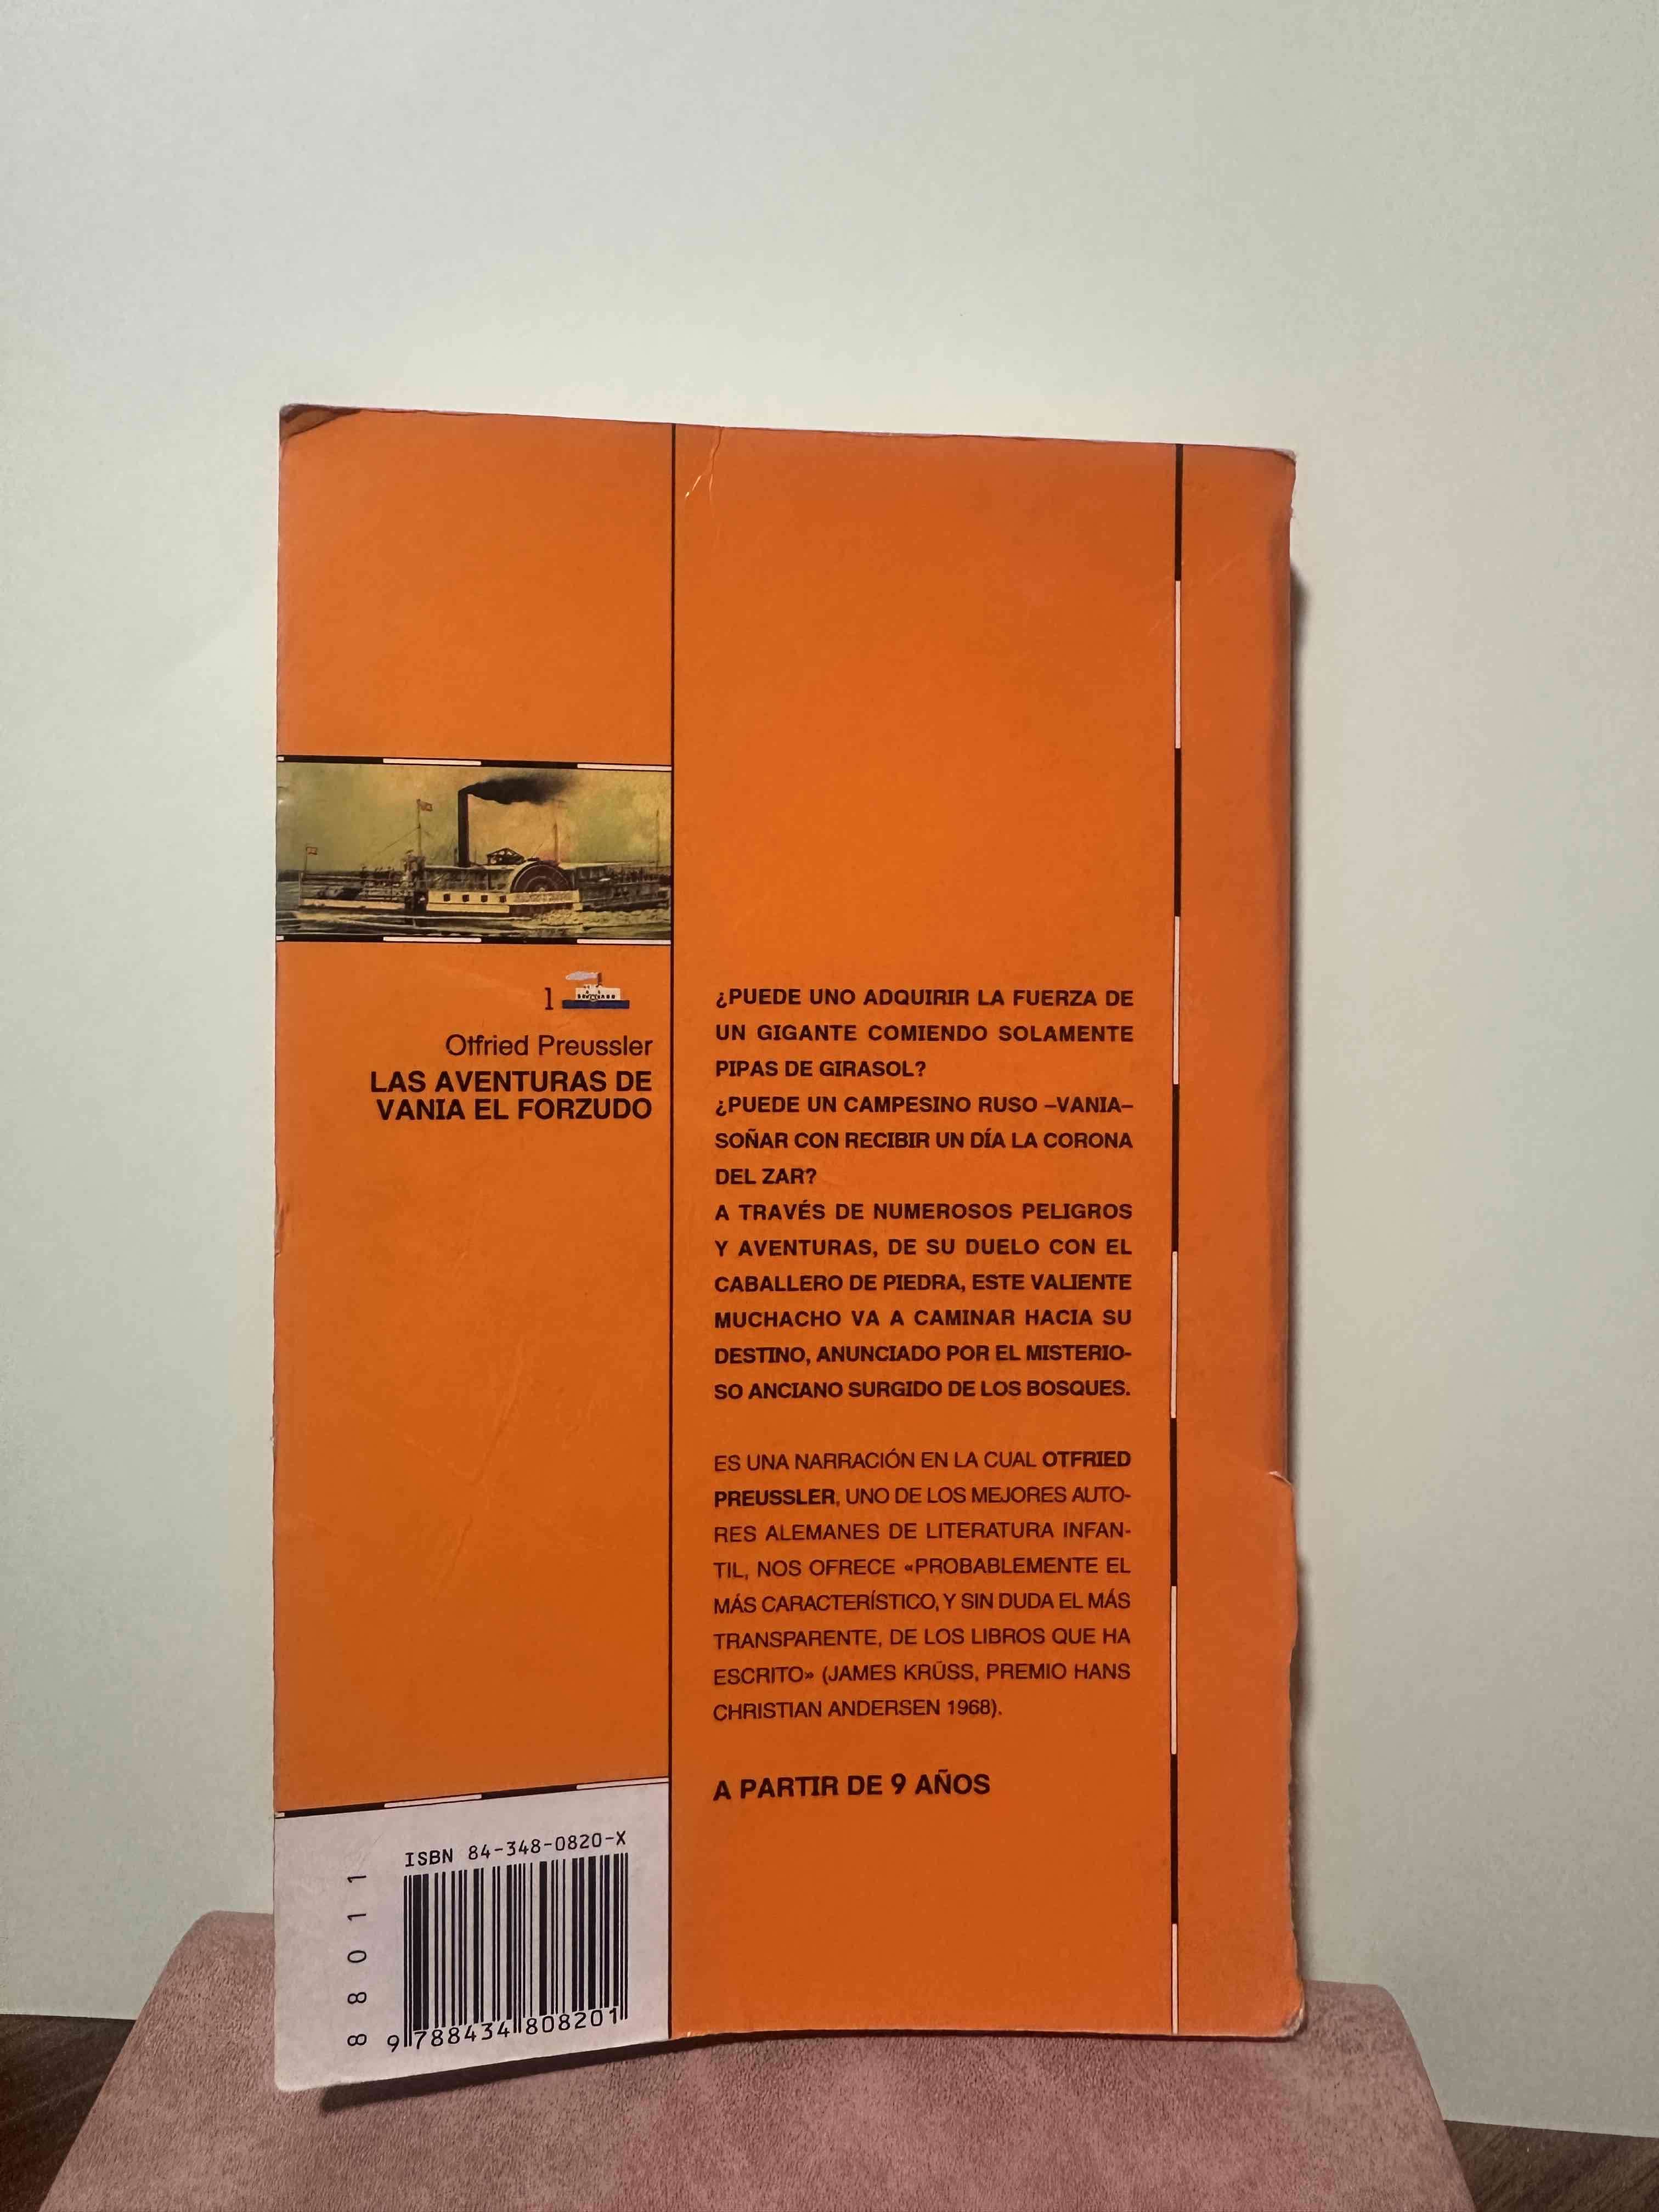 1
Otfried Preussler
LAS AVENTURAS DE
VANIA EL FORZUDO
¿PUEDE UNO ADQUIRIR LA FUERZA DE
UN GIGANTE COMIENDO SOLAMENTE
PIPAS DE GIRASOL?
¿PUEDE UN CAMPESINO RUSO –VANIA–
SOÑAR CON RECIBIR UN DÍA LA CORONA
DEL ZAR?
A TRAVÉS DE NUMEROSOS PELIGROS
Y AVENTURAS, DE SU DUELO CON EL
CABALLERO DE PIEDRA, ESTE VALIENTE
MUCHACHO VA A CAMINAR HACIA SU
DESTINO, ANUNCIADO POR EL MISTERIO-
SO ANCIANO SURGIDO DE LOS BOSQUES.
ES UNA NARRACIÓN EN LA CUAL OTFRIED
PREUSSLER, UNO DE LOS MEJORES AUTO-
RES ALEMANES DE LITERATURA INFAN-
TIL, NOS OFRECE «PROBABLEMENTE EL
MÁS CARACTERÍSTICO, Y SIN DUDA EL MÁS
TRANSPARENTE, DE LOS LIBROS QUE HA
ESCRITO» (JAMES KRÜSS, PREMIO HANS
CHRISTIAN ANDERSEN 1968).
A PARTIR DE 9 AÑOS
ISBN 84-348-0820-X
88011
9 788434 808201